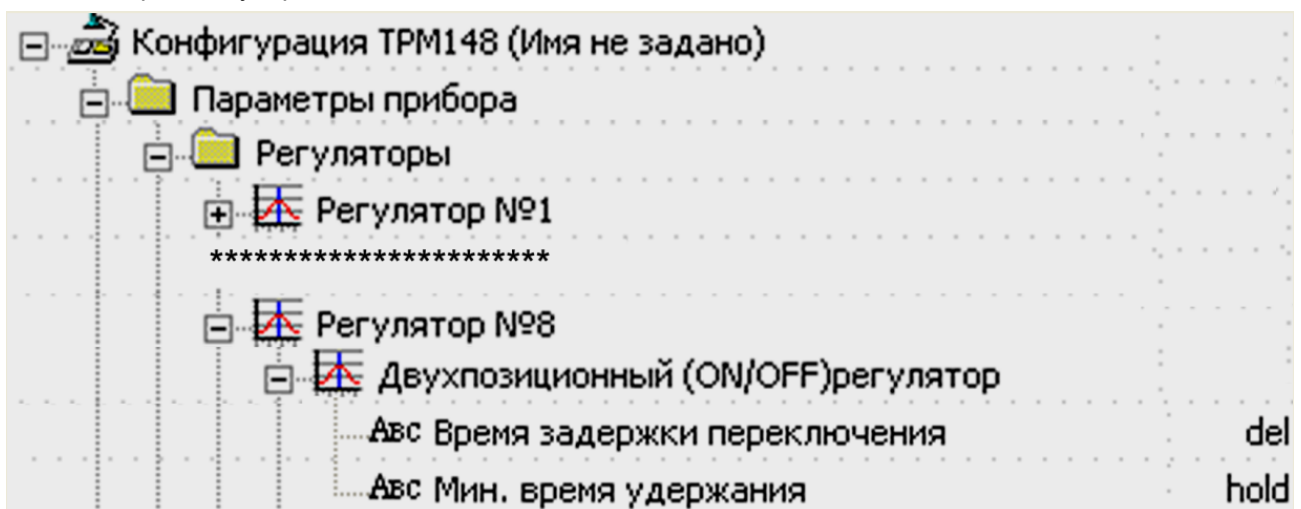 Конфигурация ТРМ148 (Имя не задано)
Параметры прибора
Регуляторы
Регулятор №1
***********************
Регулятор №8
Двухпозиционный (ON/OFF)регулятор
Авс Время задержки переключения del
Авс Мин. время удержания hold